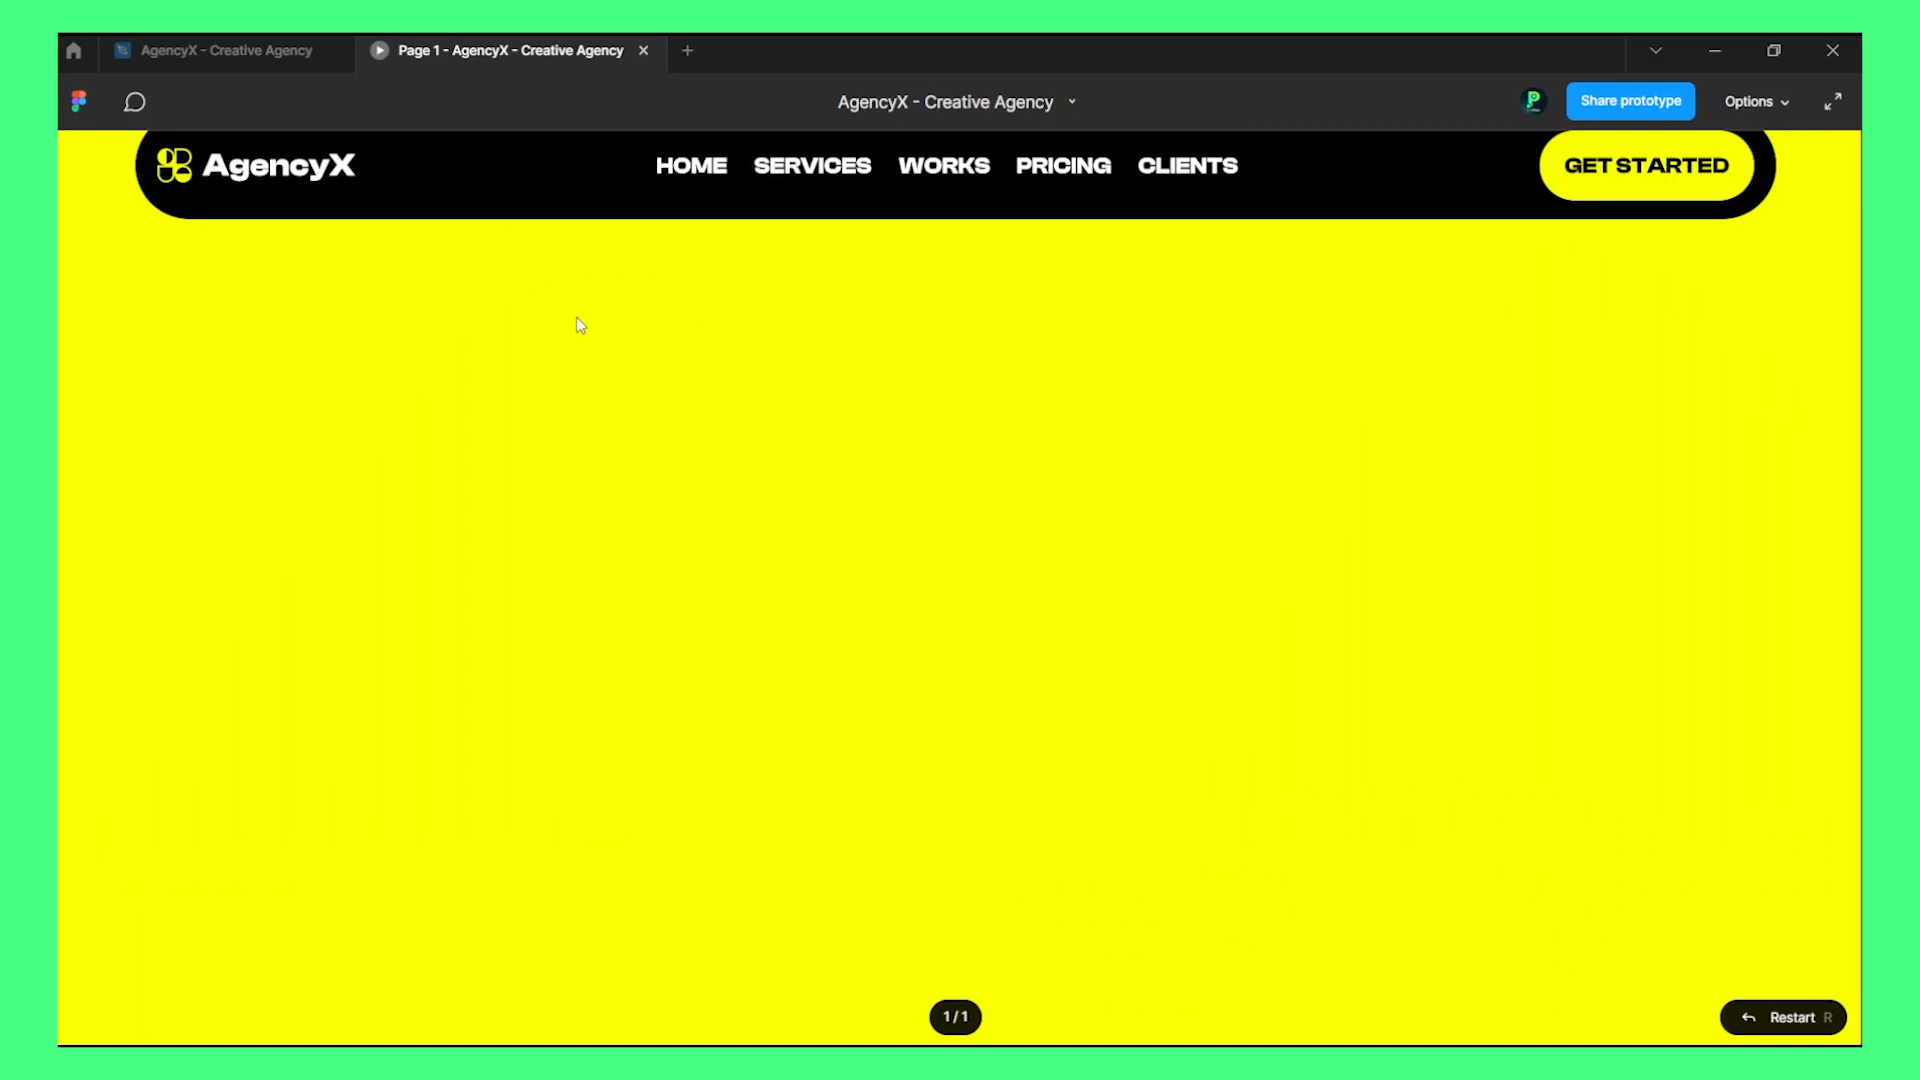 AgencyX - Creative Agency
Page 1 - AgencyX - Creative Agency
AgencyX - Creative Agency
Share prototype
Options
AgencyX
HOME SERVICES WORKS PRICING CLIENTS
GET STARTED
1 / 1
Restart R